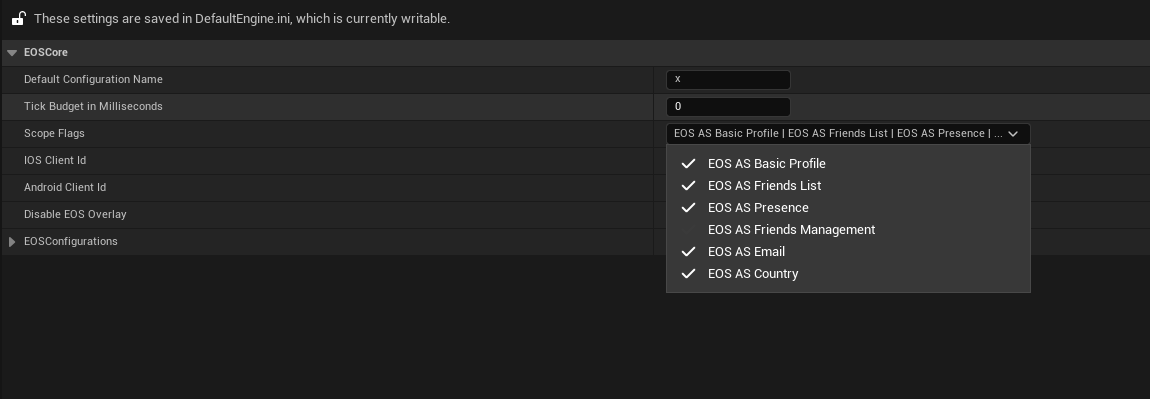 These settings are saved in DefaultEngine.ini, which is currently writable.
EOSCore
Default Configuration Name x
Tick Budget in Milliseconds 0
Scope Flags EOS AS Basic Profile | EOS AS Friends List | EOS AS Presence | ...
IOS Client Id
EOS AS Basic Profile
EOS AS Friends List
Android Client Id
EOS AS Presence
Disable EOS Overlay
EOS AS Friends Management
EOSConfigurations
EOS AS Email
EOS AS Country